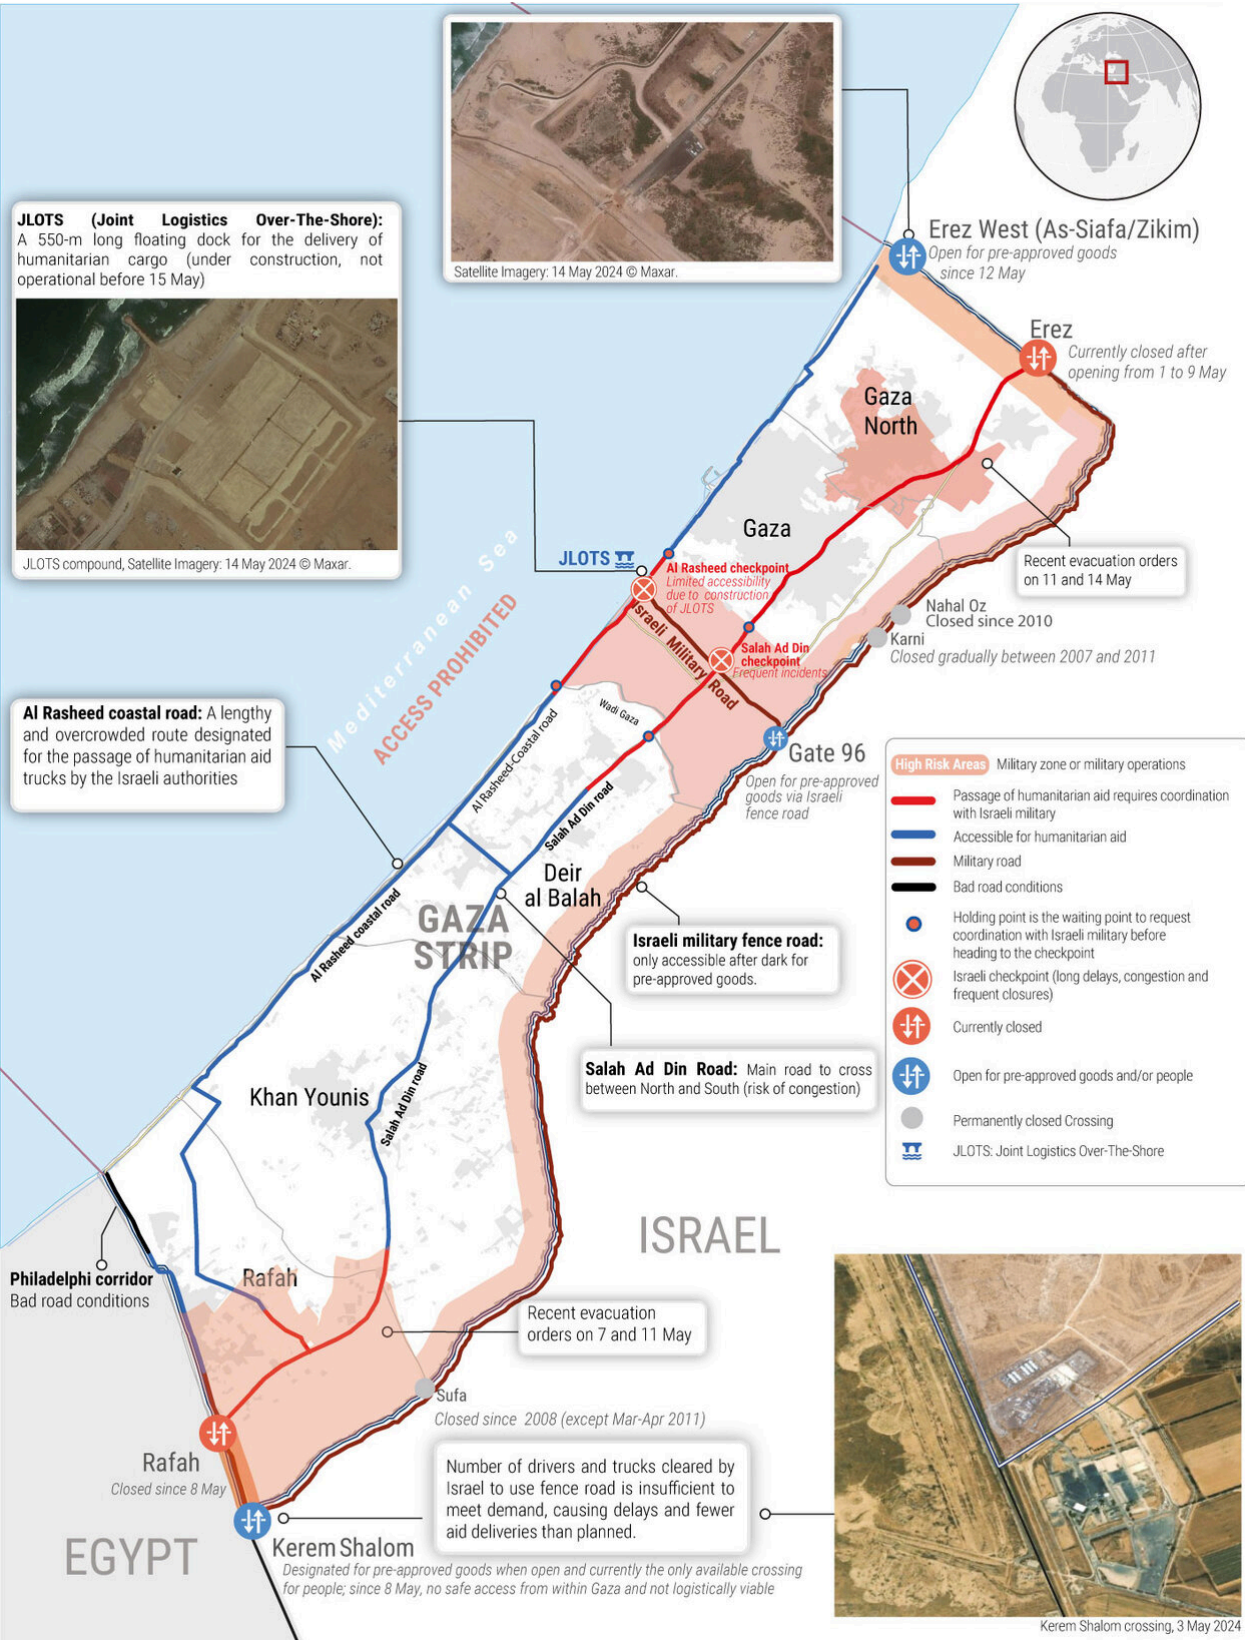 Satellite Imagery: 14 May 2024 © Maxar.
JLOTS (Joint Logistics Over-The-Shore):
A 550-m long floating dock for the delivery of
humanitarian cargo (under construction, not
operational before 15 May)
JLOTS compound, Satellite Imagery: 14 May 2024 © Maxar.
Erez West (As-Siafa/Zikim)
Open for pre-approved goods
since 12 May
Erez
Currently closed after
opening from 1 to 9 May
Gaza
North
Gaza
Recent evacuation orders
on 11 and 14 May
JLOTS
Al Rasheed checkpoint
Limited accessibility
due to construction
of JLOTS
Israeli Military Road
Salah Ad Din
checkpoint
Frequent incidents
Nahal Oz
Closed since 2010
Karni
Closed gradually between 2007 and 2011
Mediterranean Sea
ACCESS PROHIBITED
Wadi Gaza
Gate 96
Open for pre-approved
goods via Israeli
fence road
Al Rasheed coastal road: A lengthy
and overcrowded route designated
for the passage of humanitarian aid
trucks by the Israeli authorities
Al Rasheed-Coastal road
Salah Ad Din road
Deir
al Balah
GAZA
STRIP
Al Rasheed coastal road
Israeli military fence road:
only accessible after dark for
pre-approved goods.
Salah Ad Din Road: Main road to cross
between North and South (risk of congestion)
Khan Younis
Salah Ad Din road
High Risk Areas Military zone or military operations
Passage of humanitarian aid requires coordination
with Israeli military
Accessible for humanitarian aid
Military road
Bad road conditions
Holding point is the waiting point to request
coordination with Israeli military before
heading to the checkpoint
Israeli checkpoint (long delays, congestion and
frequent closures)
Currently closed
Open for pre-approved goods and/or people
Permanently closed Crossing
JLOTS: Joint Logistics Over-The-Shore
ISRAEL
Philadelphi corridor
Bad road conditions
Rafah
Recent evacuation
orders on 7 and 11 May
Sufa
Closed since 2008 (except Mar-Apr 2011)
Rafah
Closed since 8 May
Number of drivers and trucks cleared by
Israel to use fence road is insufficient to
meet demand, causing delays and fewer
aid deliveries than planned.
EGYPT
Kerem Shalom
Designated for pre-approved goods when open and currently the only available crossing
for people; since 8 May, no safe access from within Gaza and not logistically viable
Kerem Shalom crossing, 3 May 2024